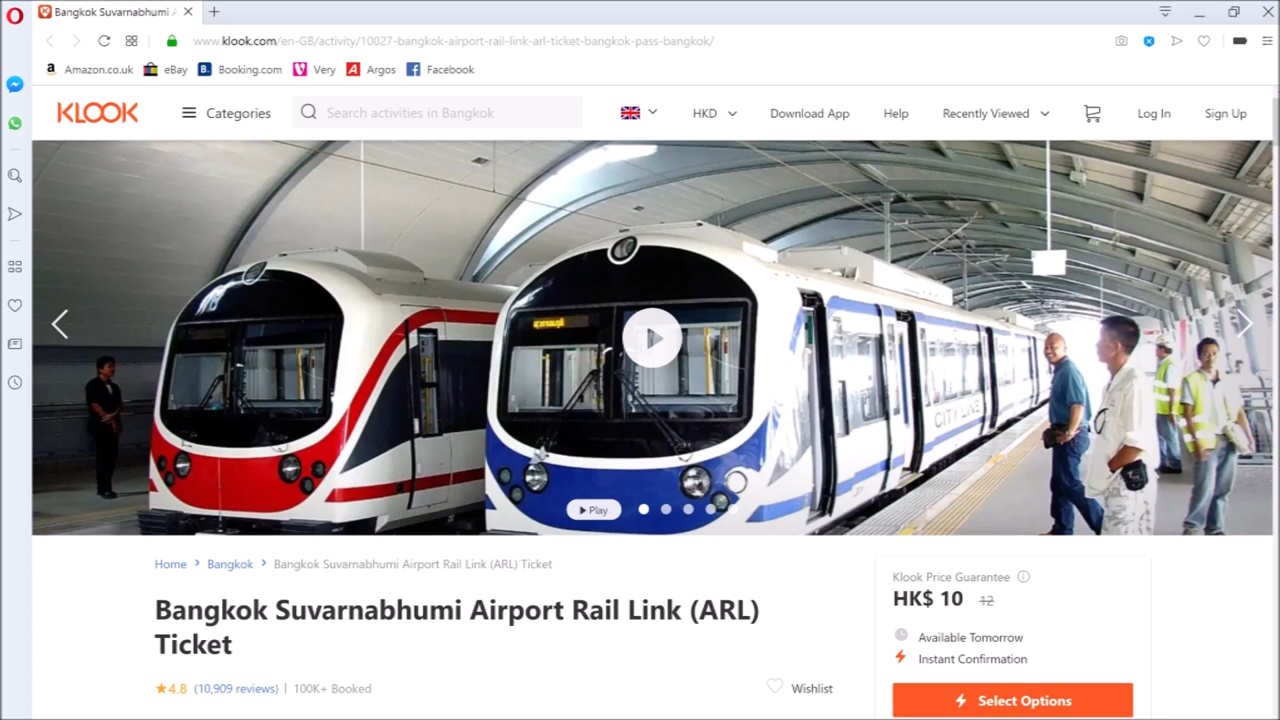 Bangkok Suvarnabhumi A
www.klook.com/en-GB/activity/10027-bangkok-airport-rail-link-arl-ticket-bangkok-pass-bangkok/
Amazon.co.uk eBay Booking.com Very Argos Facebook
KLOOK Categories Search activities in Bangkok HKD Download App Help Recently Viewed Log In Sign Up
CITY LINE
Play
Home > Bangkok > Bangkok Suvarnabhumi Airport Rail Link (ARL) Ticket
Bangkok Suvarnabhumi Airport Rail Link (ARL)
Ticket
4.8 (10,909 reviews) | 100K+ Booked
Wishlist
Klook Price Guarantee
HK$ 10 12
Available Tomorrow
Instant Confirmation
Select Options